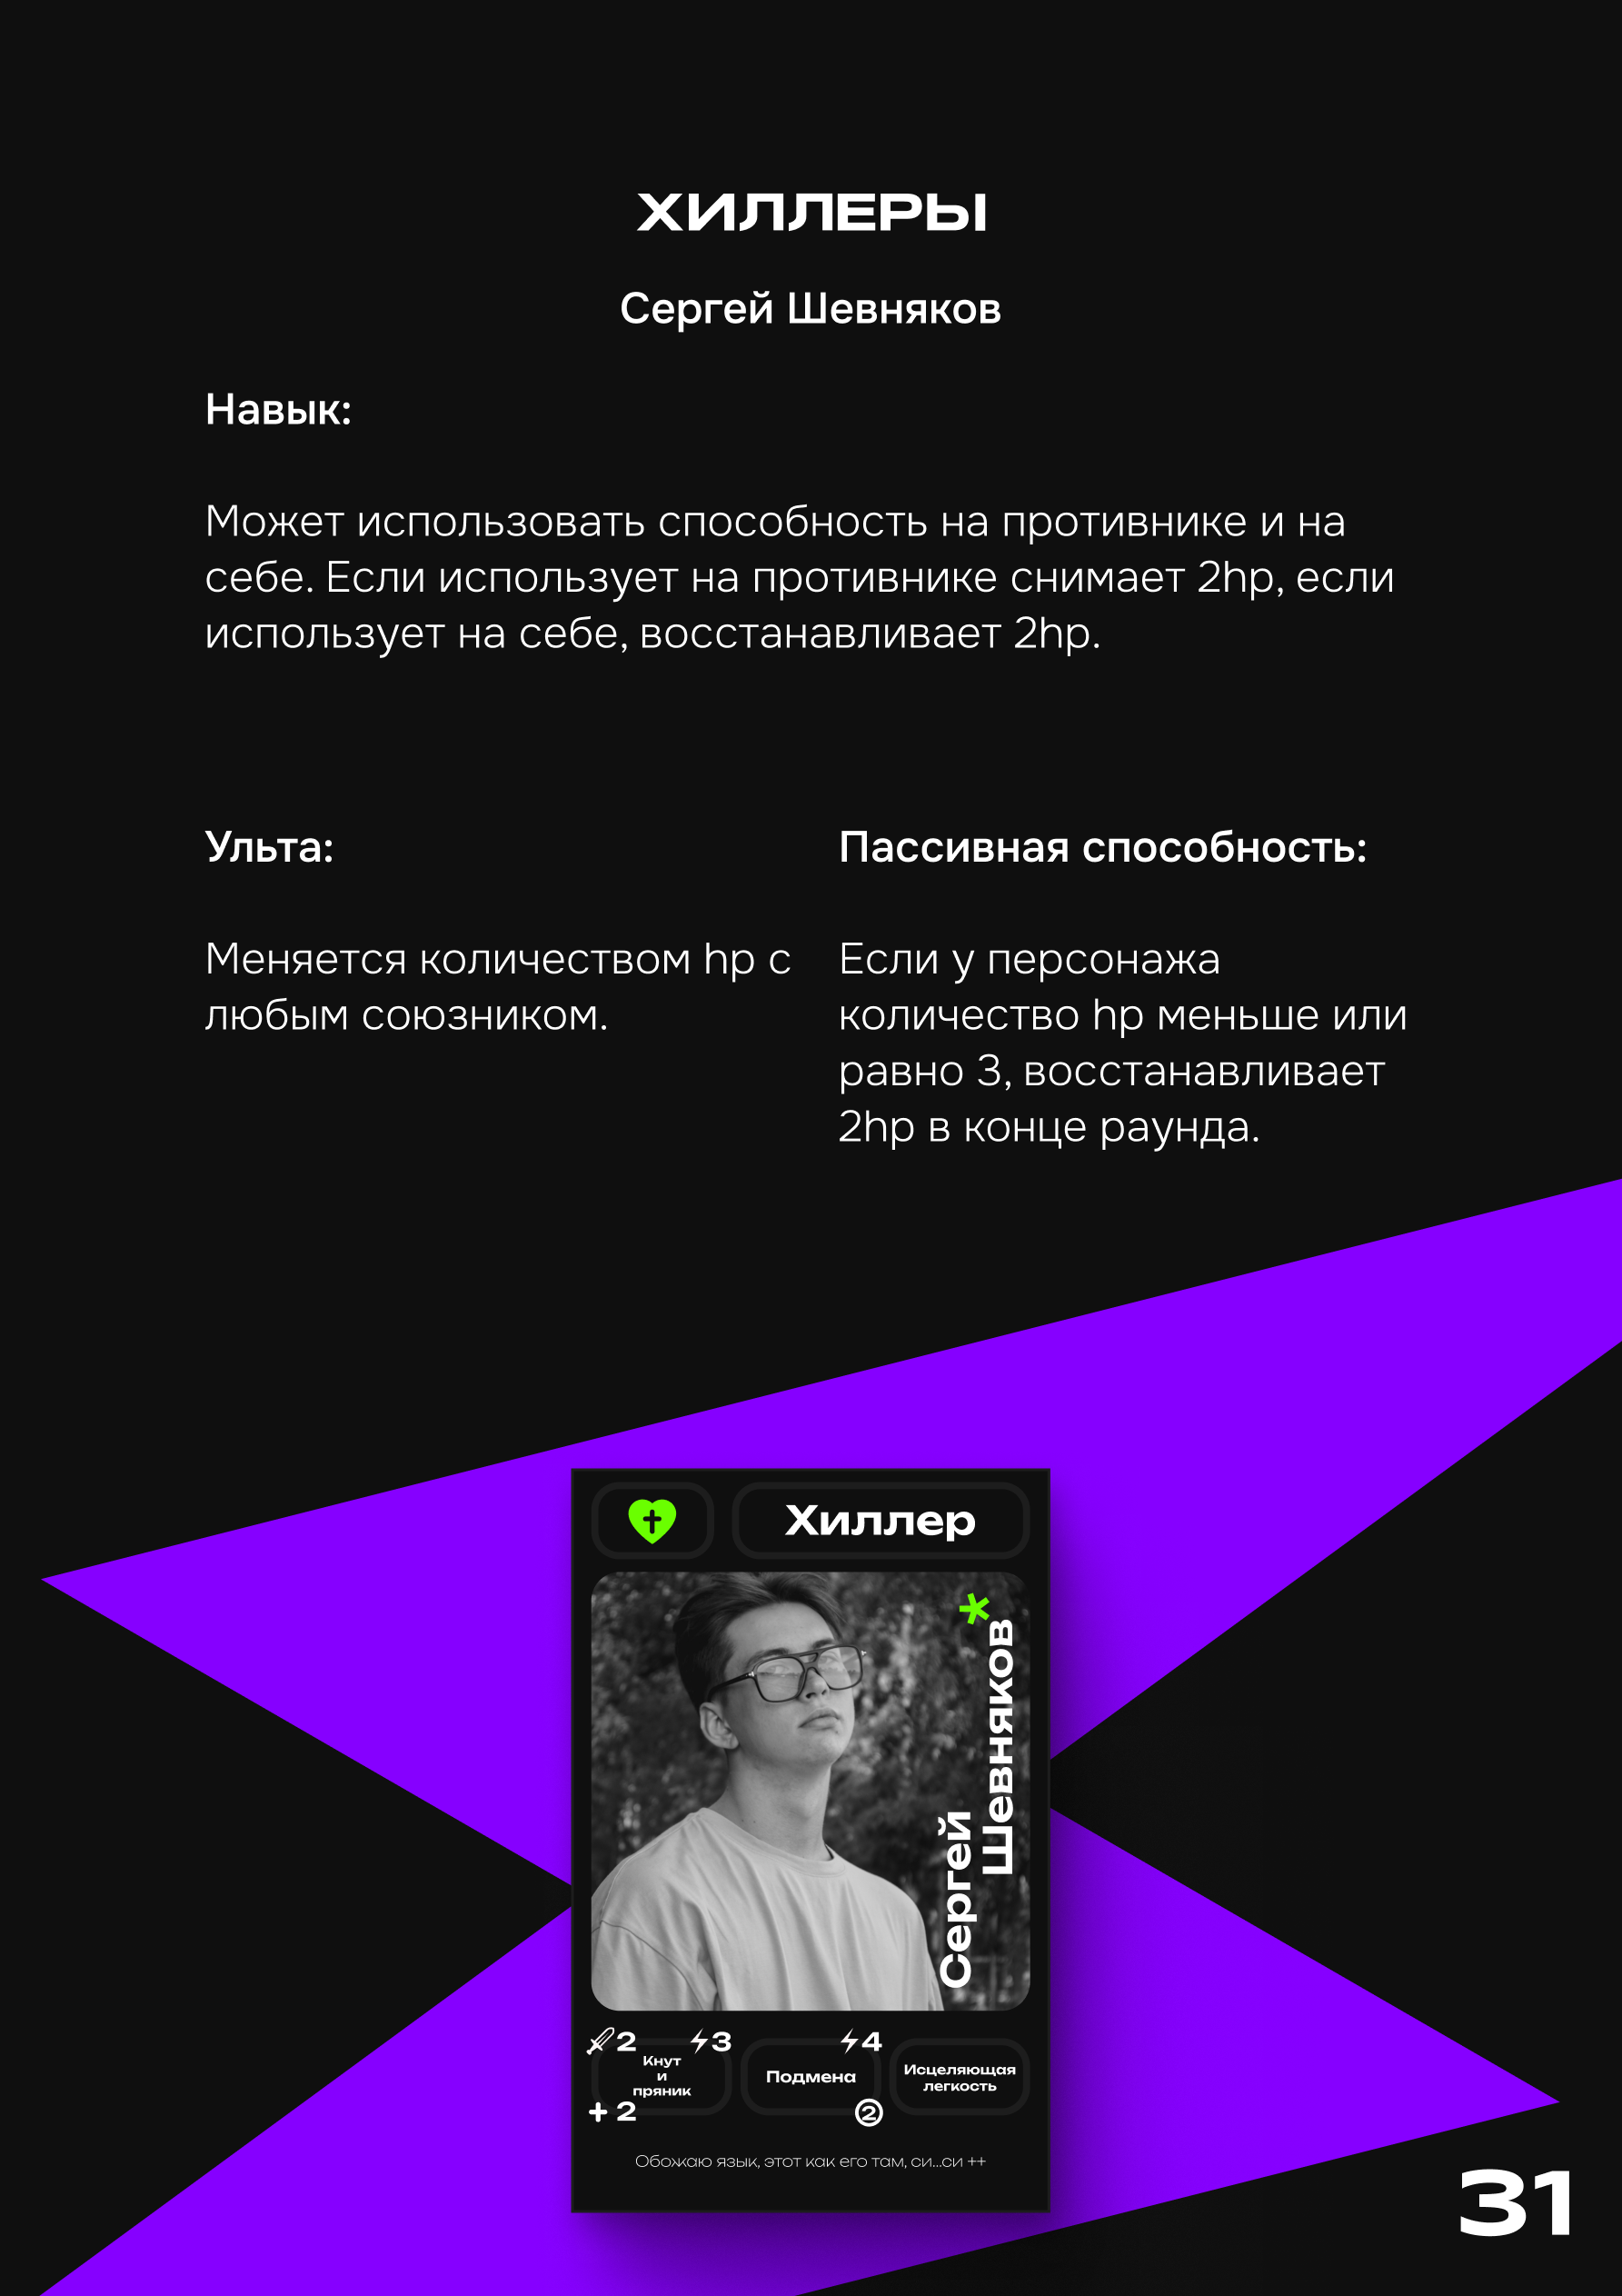 ХИЛЛЕРЫ
Сергей Шевняков
Навык:
Может использовать способность на противнике и на
себе. Если использует на противнике снимает 2hp, если
использует на себе, восстанавливает 2hp.
Ульта:
Меняется количеством hp с
любым союзником.
Пассивная способность:
Если у персонажа
количество hp меньше или
равно 3, восстанавливает
2hp в конце раунда.
Хиллер
Сергей
Шевняков
2
3
Кнут
и
пряник
+ 2
4
Подмена
2
Исцеляющая
легкость
Обожаю язык, этот как его там, си...си ++
31